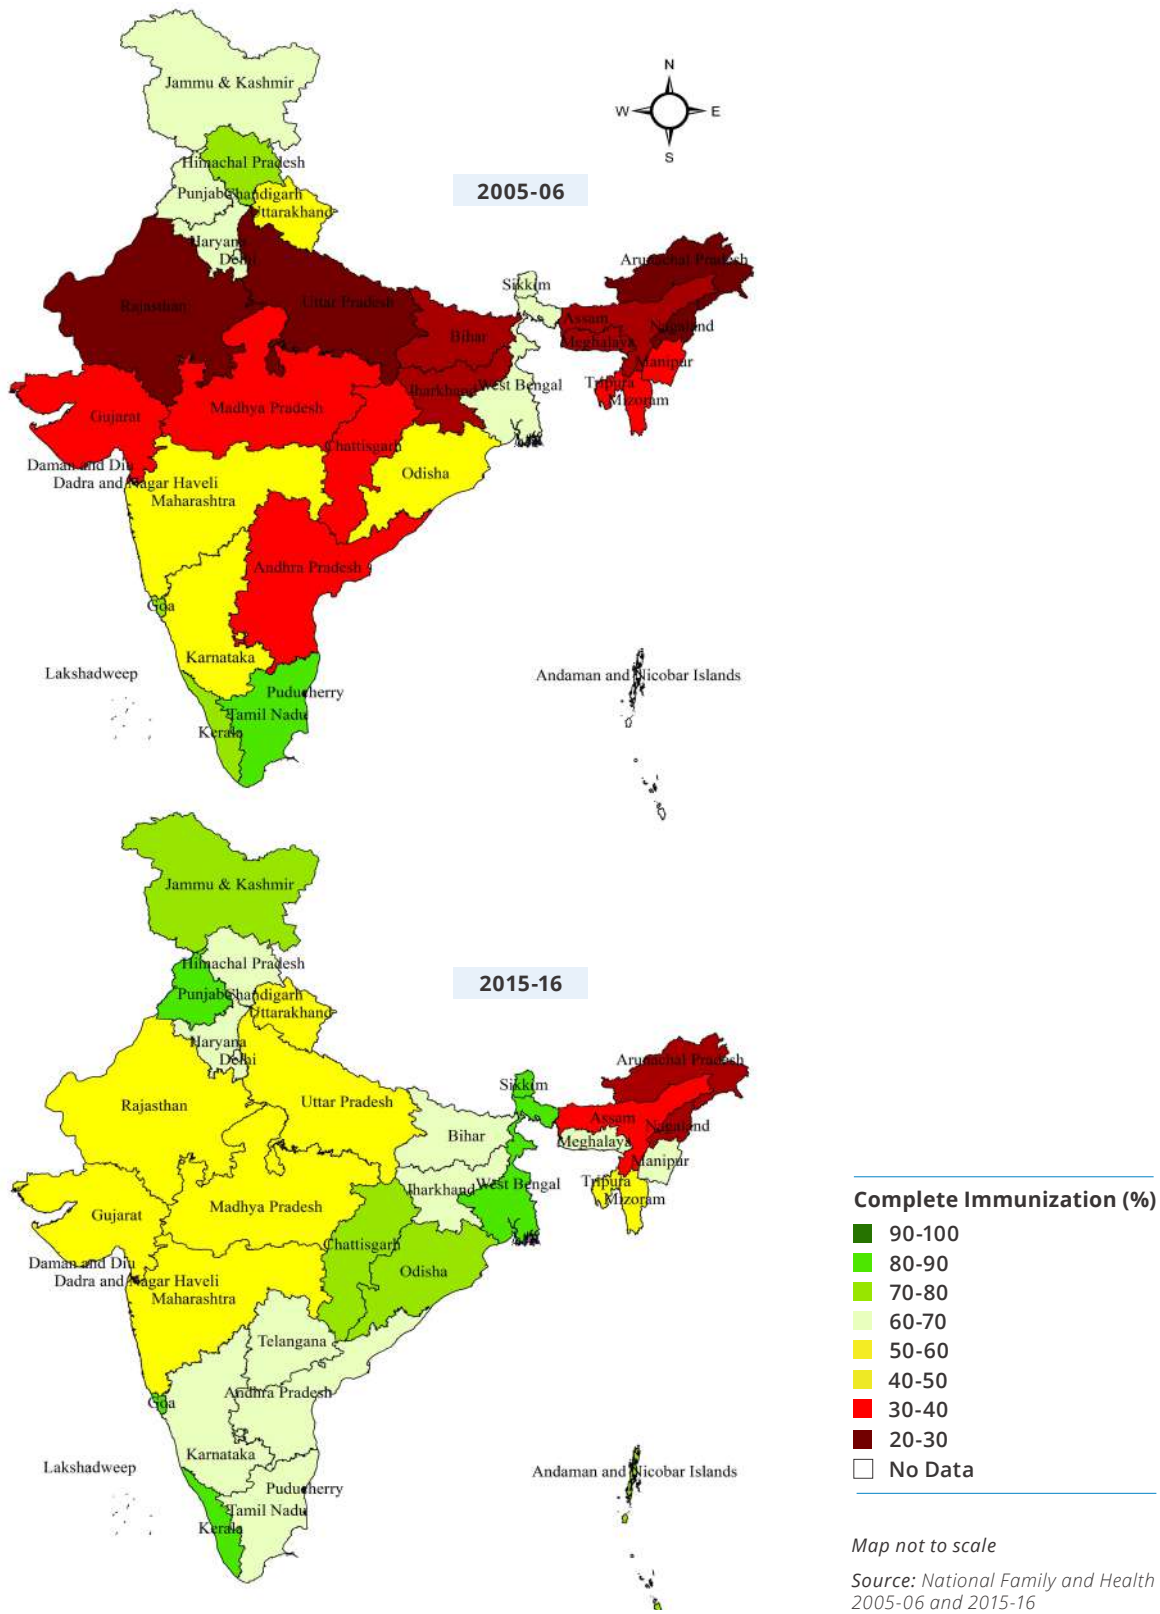 Jammu & Kashmir
N
W
E
S
Himachal Pradesh
2005-06
Punjab
Chandigarh
Uttarakhand
Haryana
Delhi
Arunachal Pradesh
Sikkim
Rajasthan
Uttar Pradesh
Assam
Nagaland
Bihar
Meghalaya
Manipur
Tripura
Jharkhand
West Bengal
Mizoram
Gujarat
Madhya Pradesh
Chattisgarh
Daman and Diu
Odisha
Dadra and Nagar Haveli
Maharashtra
Andhra Pradesh
Goa
Karnataka
Lakshadweep
Andaman and Nicobar Islands
Puducherry
Tamil Nadu
Kerala
Jammu & Kashmir
Himachal Pradesh
2015-16
Punjab
Chandigarh
Uttarakhand
Haryana
Delhi
Arunachal Pradesh
Sikkim
Rajasthan
Uttar Pradesh
Assam
Nagaland
Bihar
Meghalaya
Manipur
Tripura
Jharkhand
West Bengal
Mizoram
Gujarat
Madhya Pradesh
Chattisgarh
Daman and Diu
Odisha
Dadra and Nagar Haveli
Maharashtra
Telangana
Andhra Pradesh
Goa
Karnataka
Lakshadweep
Andaman and Nicobar Islands
Puducherry
Tamil Nadu
Kerala
Complete Immunization (%)
90-100
80-90
70-80
60-70
50-60
40-50
30-40
20-30
No Data
Map not to scale
Source: National Family and Health
2005-06 and 2015-16